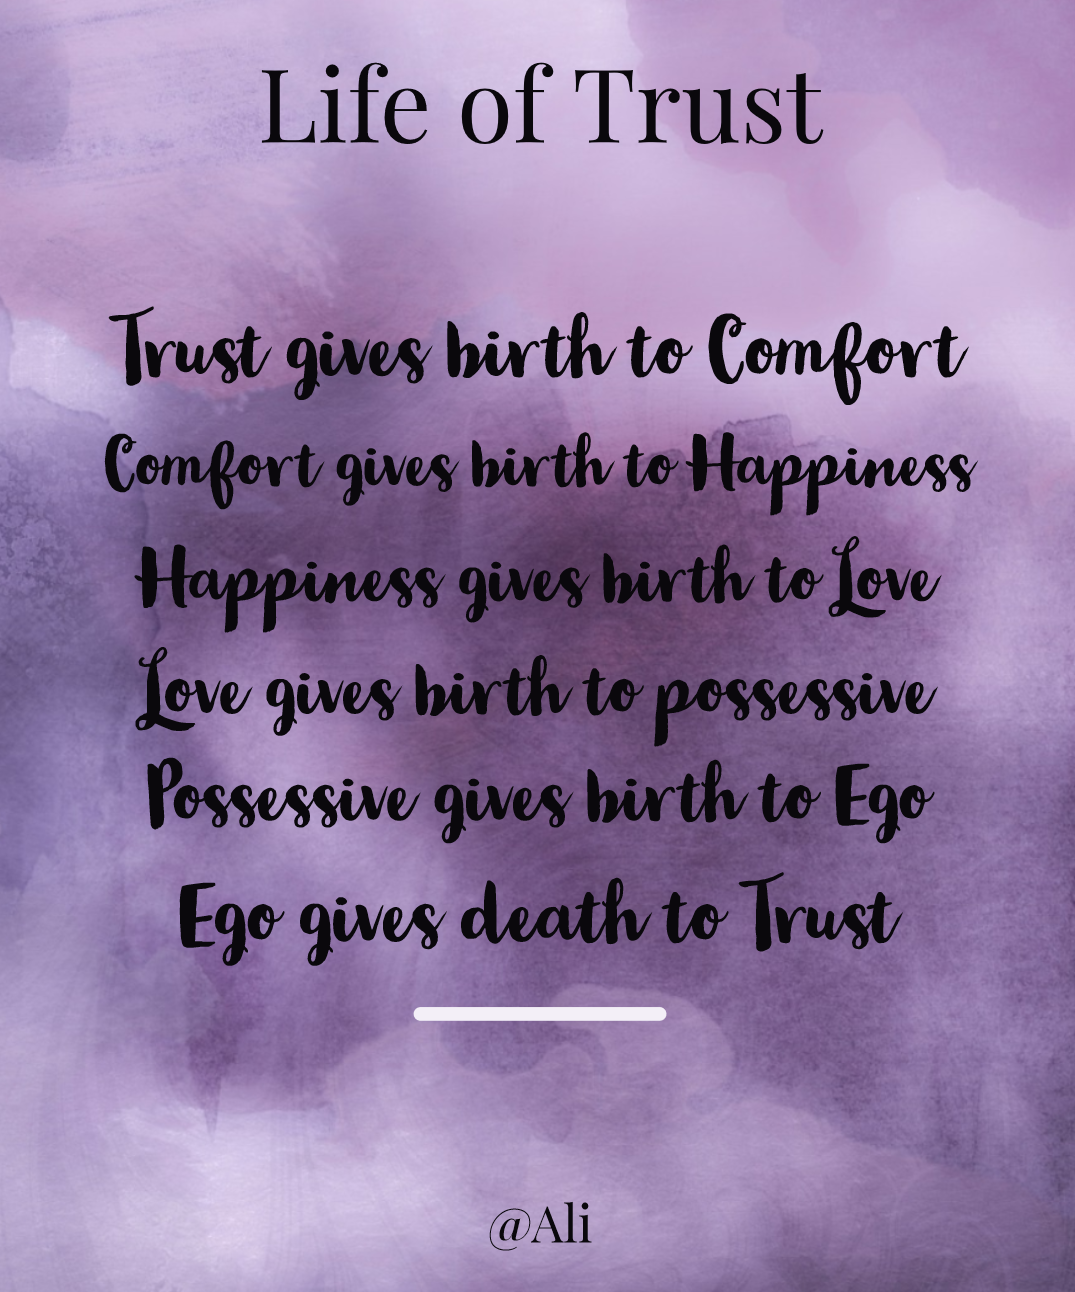 Life of Trust
Trust gives birth to Comfort
Comfort gives birth to Happiness
Happiness gives birth to Love
Love gives birth to possessive
Possessive gives birth to Ego
Ego gives death to Trust
@Ali